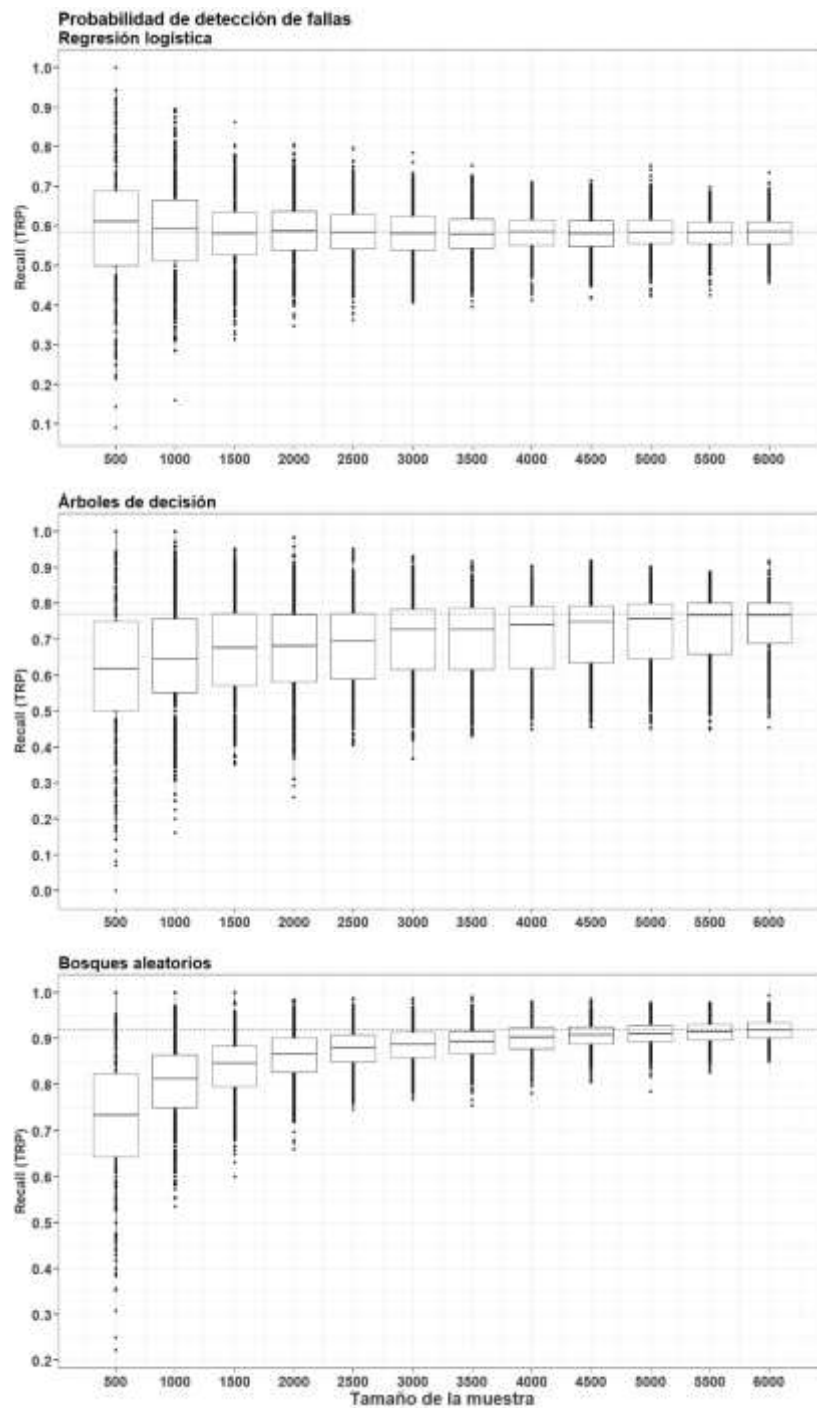 Probabilidad de detección de fallas
Regresión logística
Recall (TRP)
1.0
0.9
0.8
0.7
0.6
0.5
0.4
0.3
0.2
0.1
500 1000 1500 2000 2500 3000 3500 4000 4500 5000 5500 6000
Árboles de decisión
Recall (TRP)
1.0
0.9
0.8
0.7
0.6
0.5
0.4
0.3
0.2
0.1
0.0
500 1000 1500 2000 2500 3000 3500 4000 4500 5000 5500 6000
Bosques aleatorios
Recall (TRP)
1.0
0.9
0.8
0.7
0.6
0.5
0.4
0.3
0.2
500 1000 1500 2000 2500 3000 3500 4000 4500 5000 5500 6000
Tamaño de la muestra